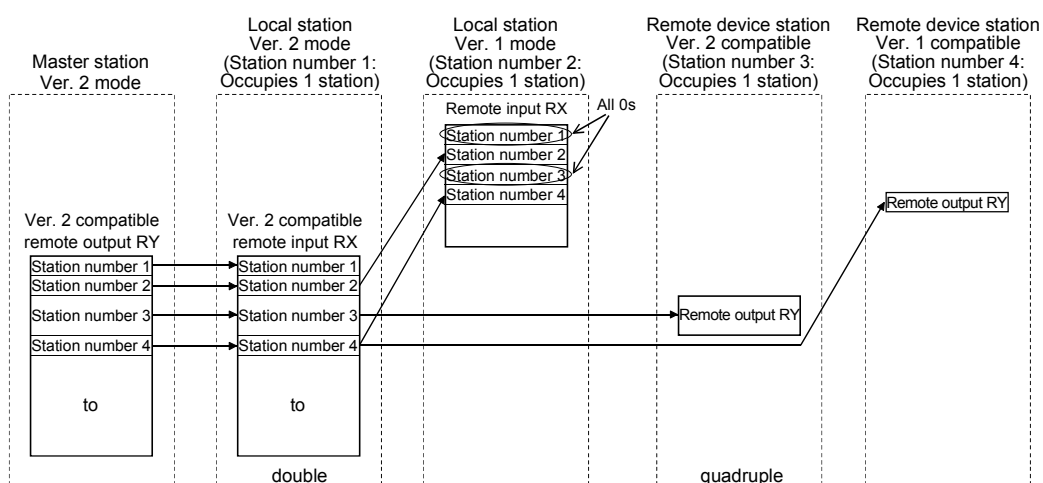 Master station
Ver. 2 mode
Local station
Ver. 2 mode
(Station number 1:
Occupies 1 station)
Local station
Ver. 1 mode
(Station number 2:
Occupies 1 station)
Remote device station
Ver. 2 compatible
(Station number 3:
Occupies 1 station)
Remote device station
Ver. 1 compatible
(Station number 4:
Occupies 1 station)
Remote input RX
All 0s
Station number 1
Station number 2
Station number 3
Station number 4
Remote output RY
Ver. 2 compatible
remote output RY
Station number 1
Station number 2
Station number 3
Station number 4
to
Ver. 2 compatible
remote input RX
Station number 1
Station number 2
Station number 3
Station number 4
to
Remote output RY
double
quadruple